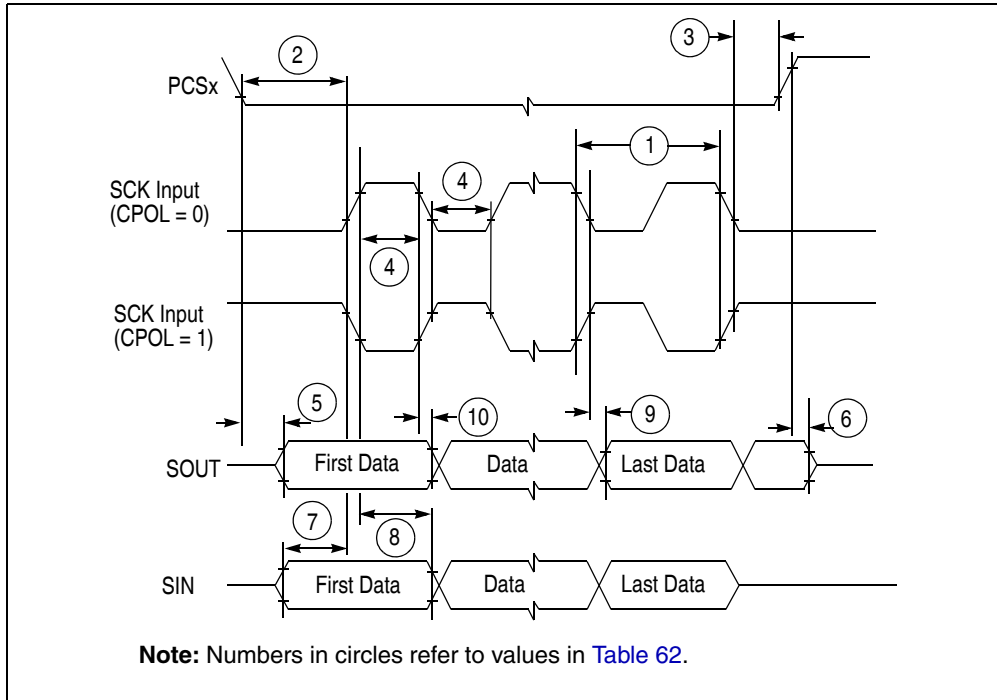 3
2
PCSx
1
SCK Input
(CPOL = 0)
4
4
SCK Input
(CPOL = 1)
5
10
9
6
SOUT
First Data
Data
Last Data
7
8
SIN
First Data
Data
Last Data
Note: Numbers in circles refer to values in Table 62.